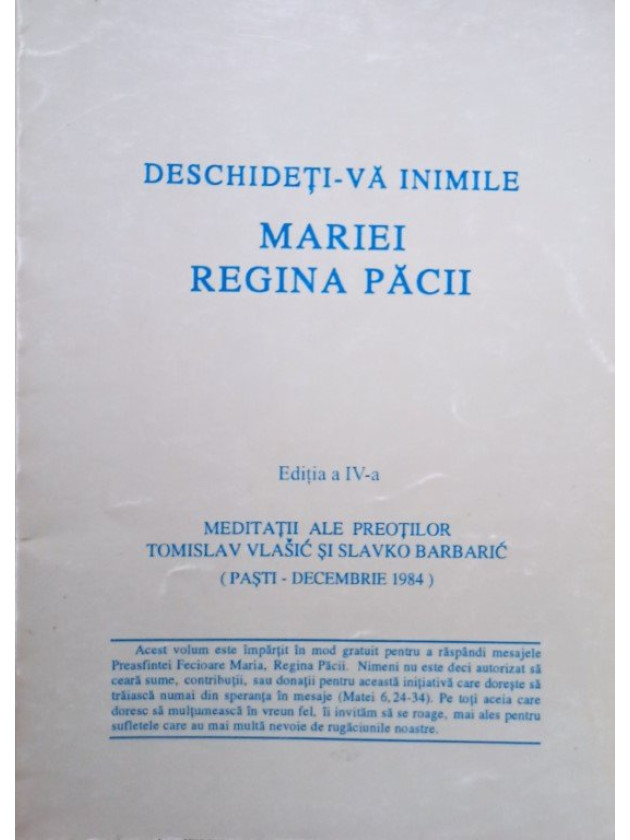 DESCHIDEȚI-VĂ INIMILE
MARIEI
REGINA PĂCII
Ediția a IV-a
MEDITAȚII ALE PREOȚILOR
TOMISLAV VLAŠIĆ ȘI SLAVKO BARBARIĆ
( PAȘTI - DECEMBRIE 1984 )
Acest volum este împărțit în mod gratuit pentru a răspândi mesajele
Preasfintei Fecioare Maria, Regina Păcii. Nimeni nu este deci autorizat să
ceară sume, contribuții, sau donații pentru această inițiativă care dorește să
trăiască numai din speranța în mesaje (Matei 6, 24-34). Pe toți aceia care
doresc să mulțumească în vreun fel, îi invităm să se roage, mai ales pentru
sufletele care au mai multă nevoie de rugăciunile noastre.